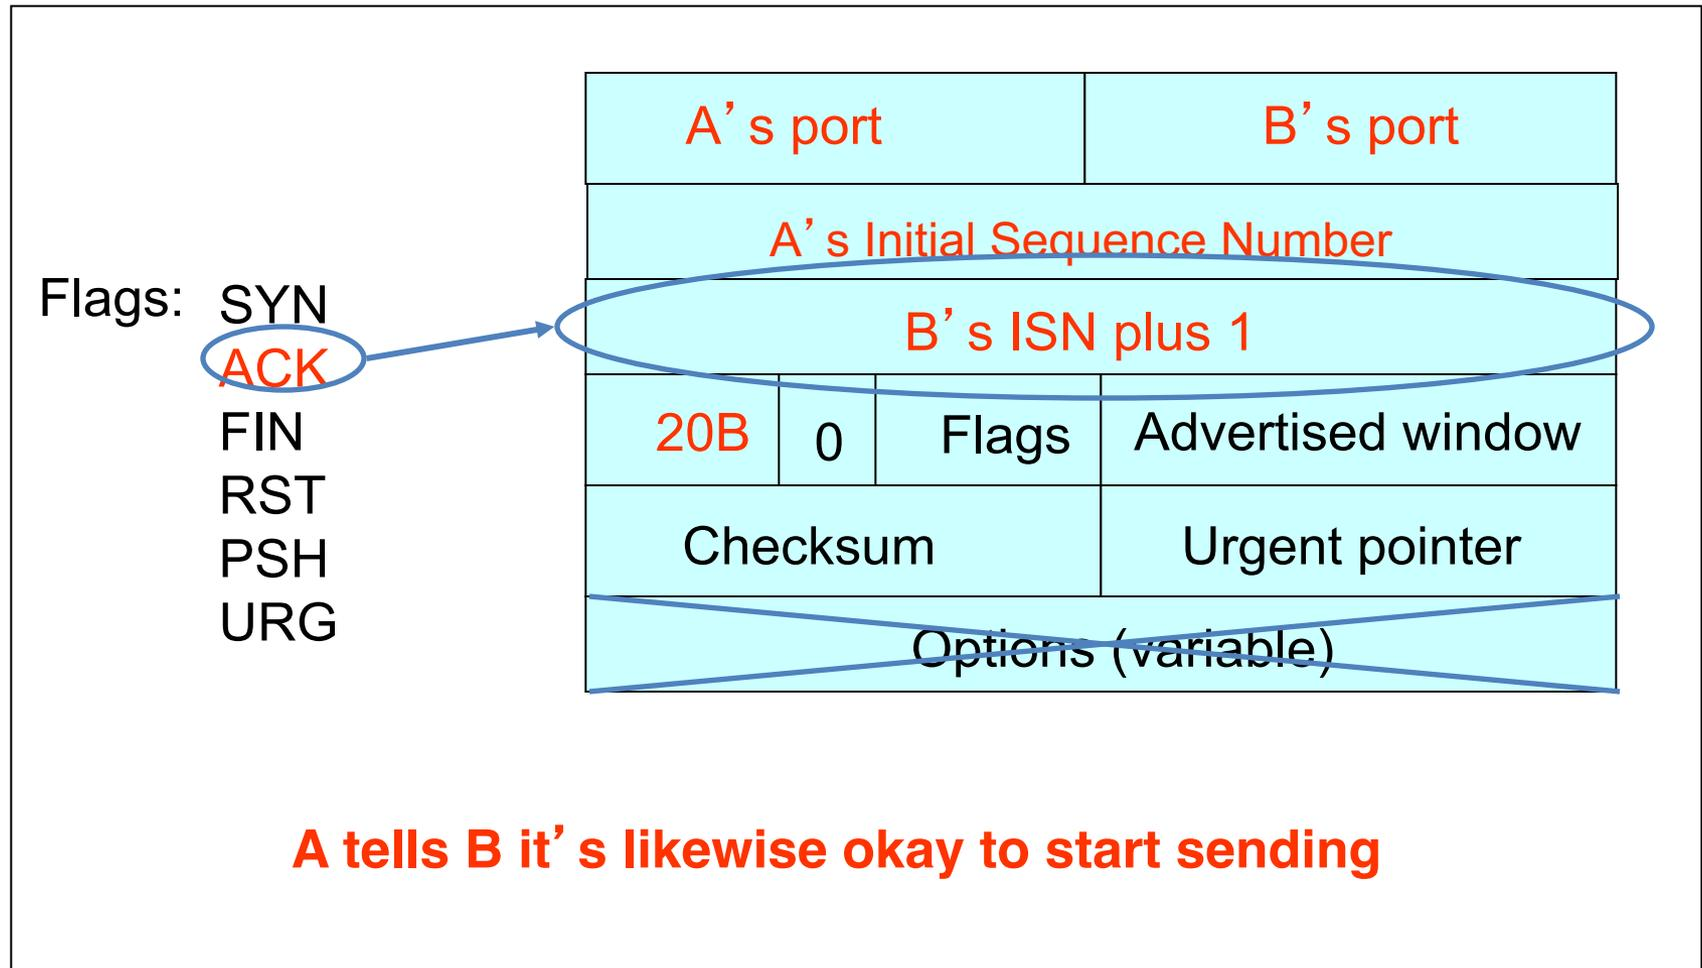 A’s port B’s port
A’s Initial Sequence Number
Flags: SYN
B’s ISN plus 1
ACK
FIN
RST
PSH
URG
20B 0 Flags Advertised window
Checksum Urgent pointer
Options (variable)
A tells B it’s likewise okay to start sending